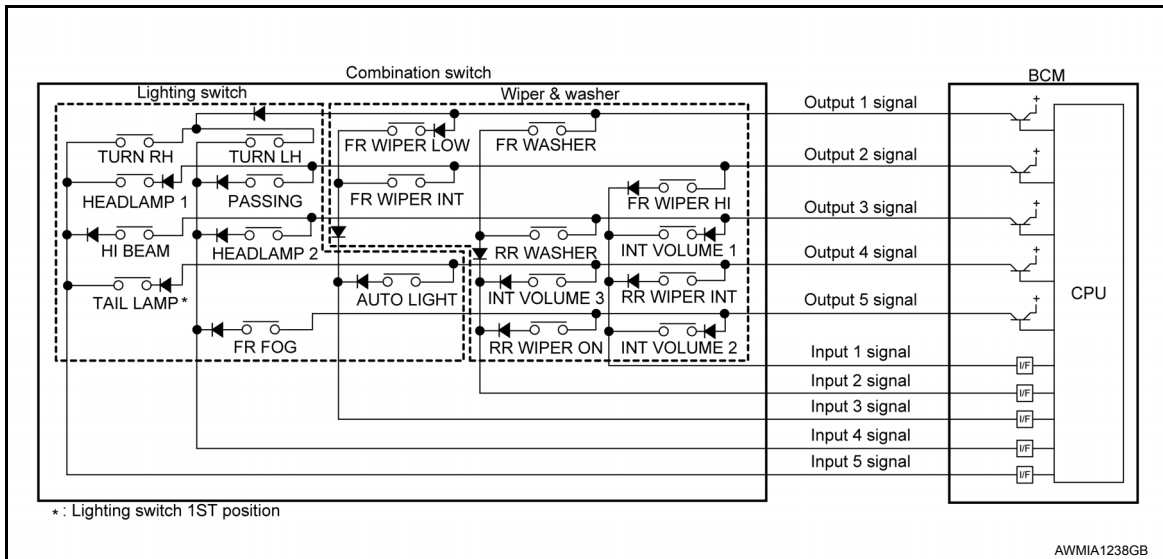 Combination switch
BCM
Lighting switch
Wiper & washer
Output 1 signal
TURN RH
TURN LH
FR WIPER LOW
FR WASHER
Output 2 signal
HEADLAMP 1
PASSING
FR WIPER INT
FR WIPER HI
Output 3 signal
HI BEAM
HEADLAMP 2
RR WASHER
INT VOLUME 1
Output 4 signal
TAIL LAMP*
AUTO LIGHT
INT VOLUME 3
RR WIPER INT
CPU
Output 5 signal
FR FOG
RR WIPER ON
INT VOLUME 2
Input 1 signal
I/F
Input 2 signal
I/F
Input 3 signal
I/F
Input 4 signal
I/F
Input 5 signal
I/F
* : Lighting switch 1ST position
AWMIA1238GB